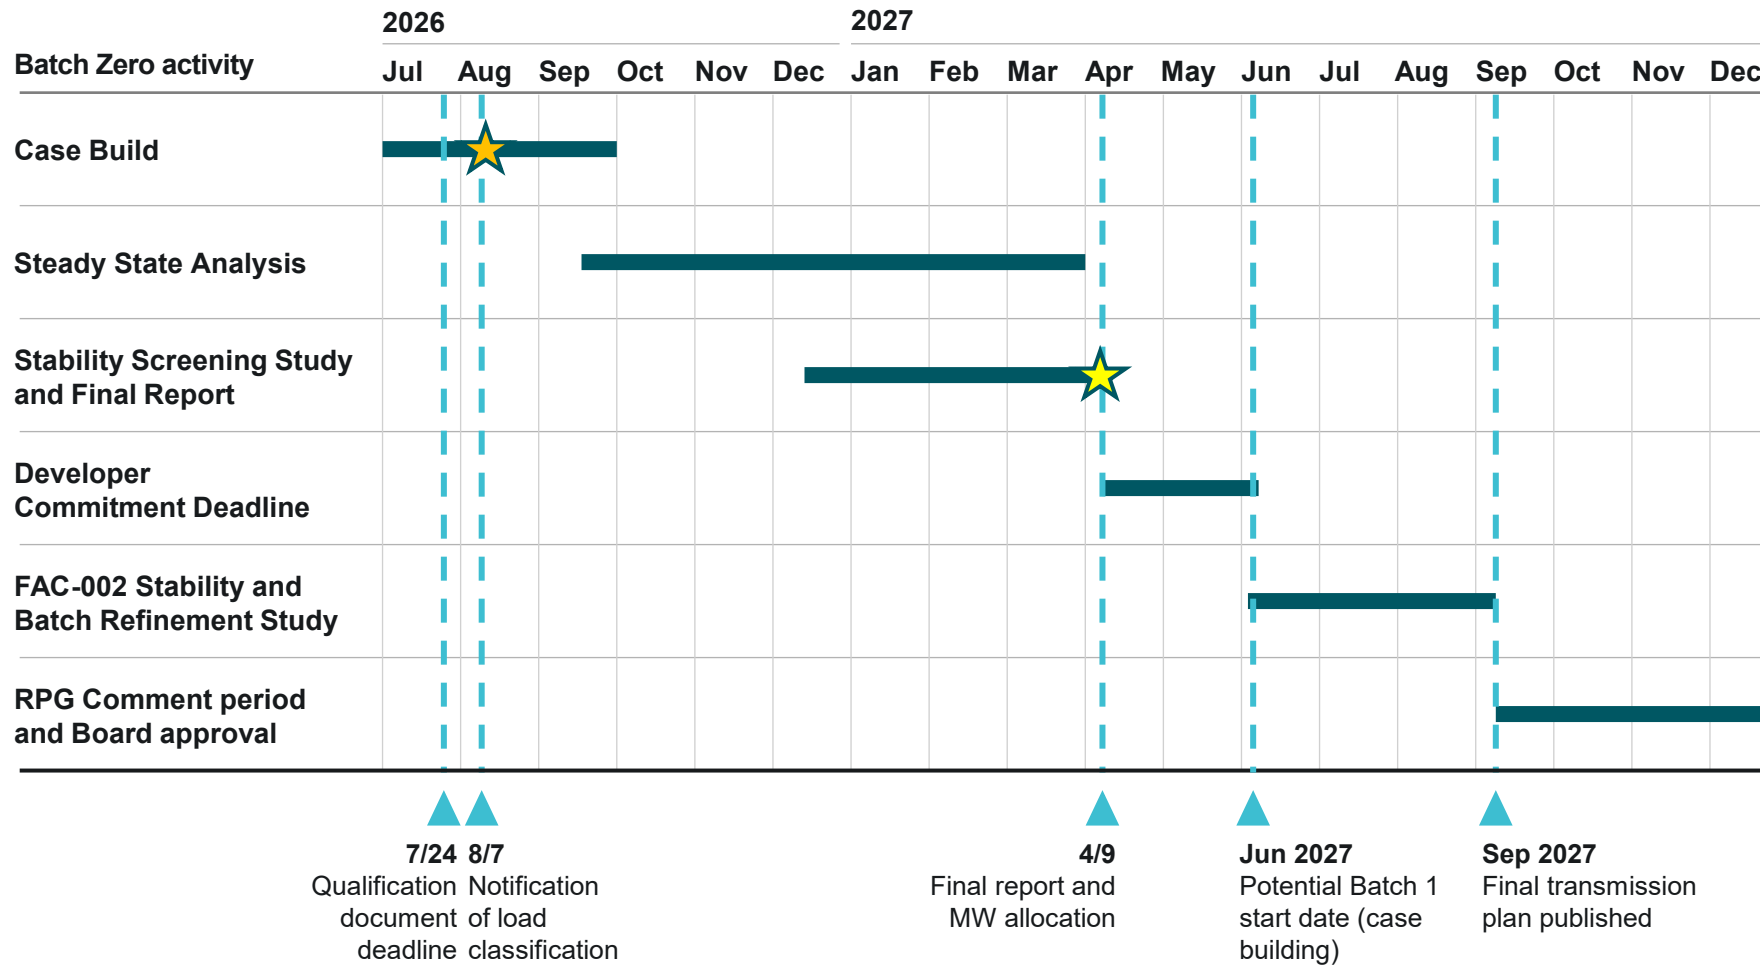 2026
2027
Batch Zero activity
Jul Aug Sep Oct Nov Dec Jan Feb Mar Apr May Jun Jul Aug Sep Oct Nov Dec
Case Build
Steady State Analysis
Stability Screening Study
and Final Report
Developer
Commitment Deadline
FAC-002 Stability and
Batch Refinement Study
RPG Comment period
and Board approval
7/24
Qualification
document
deadline
8/7
Notification
of load
classification
4/9
Final report and
MW allocation
Jun 2027
Potential Batch 1
start date (case
building)
Sep 2027
Final transmission
plan published